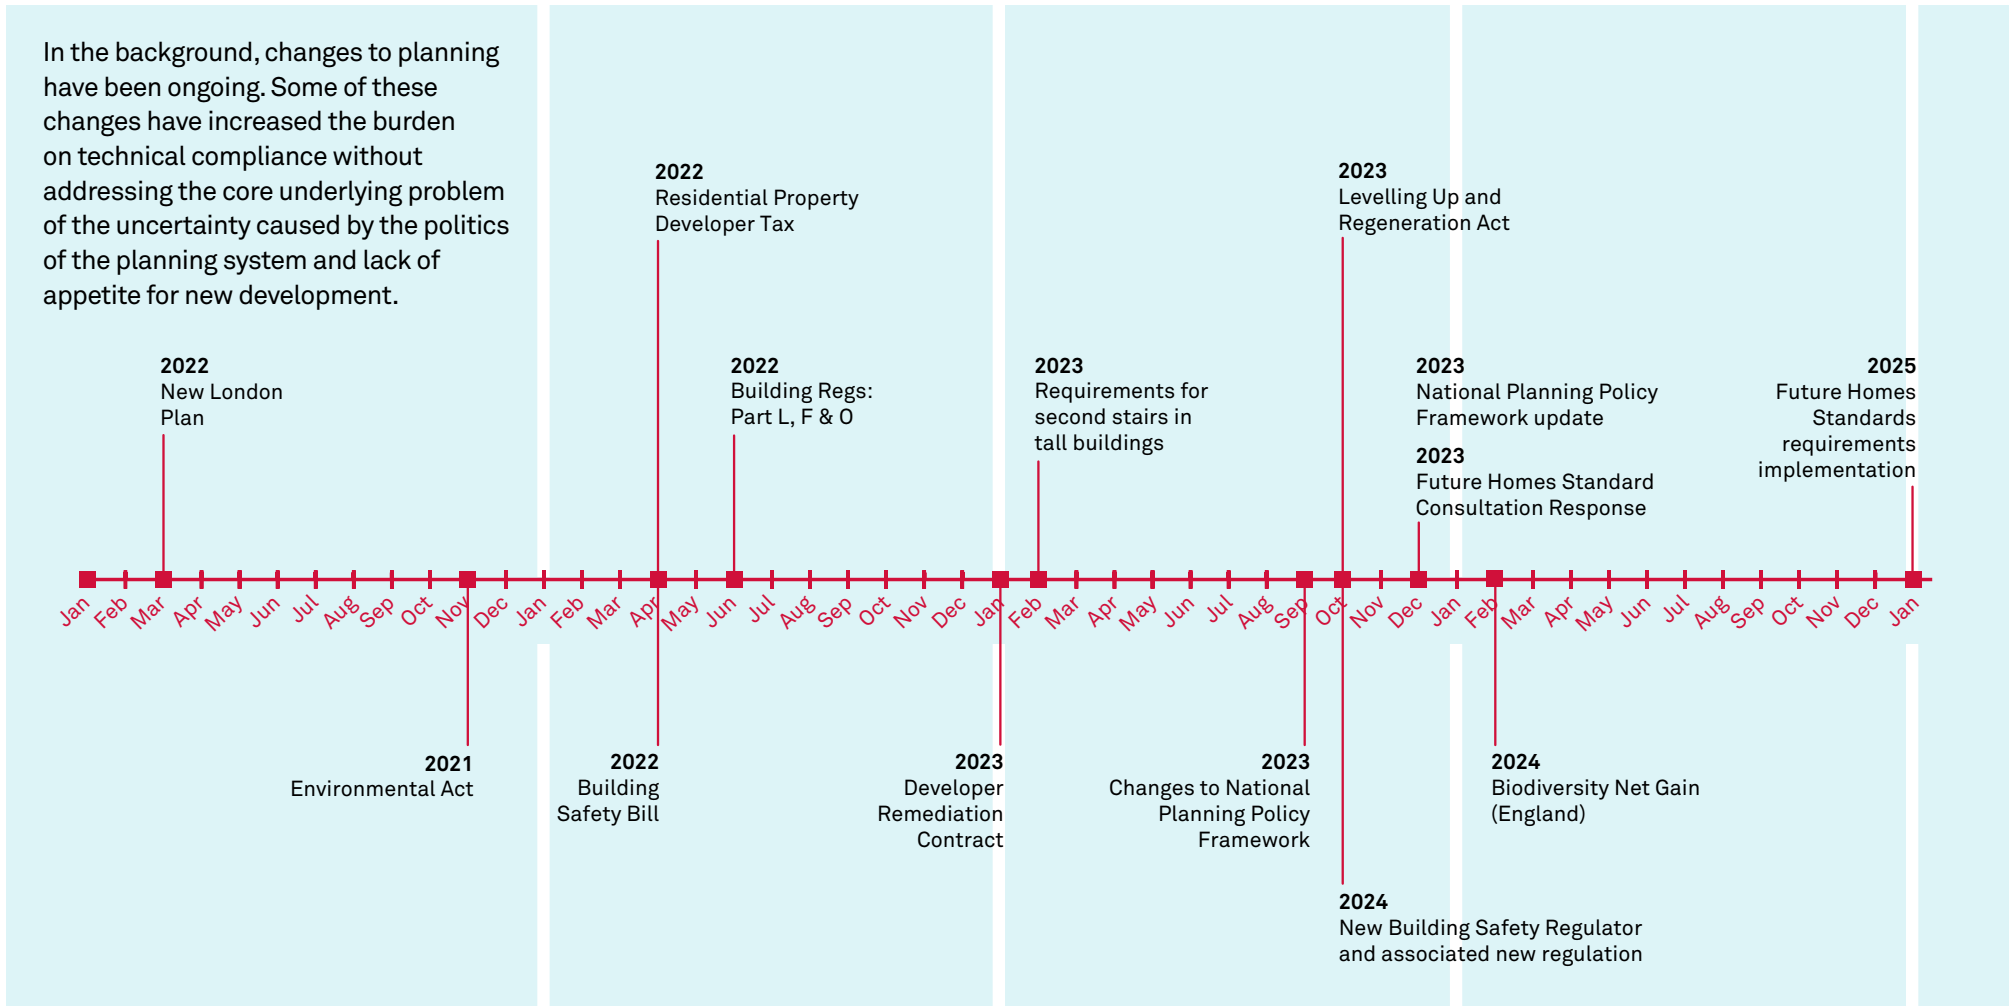 In the background, changes to planning
have been ongoing. Some of these
changes have increased the burden
on technical compliance without
addressing the core underlying problem
of the uncertainty caused by the politics
of the planning system and lack of
appetite for new development.
2022
Residential Property
Developer Tax
2023
Levelling Up and
Regeneration Act
2022
New London
Plan
2022
Building Regs:
Part L, F & O
2023
Requirements for
second stairs in
tall buildings
2023
National Planning Policy
Framework update
2023
Future Homes Standard
Consultation Response
2025
Future Homes
Standards
requirements
implementation
Jan Feb Mar Apr May Jun Jul Aug Sep Oct Nov Dec Jan Feb Mar Apr May Jun Jul Aug Sep Oct Nov Dec Jan Feb Mar Apr May Jun Jul Aug Sep Oct Nov Dec Jan Feb Mar Apr May Jun Jul Aug Sep Oct Nov Dec Jan
2021
Environmental Act
2022
Building
Safety Bill
2023
Developer
Remediation
Contract
2023
Changes to National
Planning Policy
Framework
2024
Biodiversity Net Gain
(England)
2024
New Building Safety Regulator
and associated new regulation